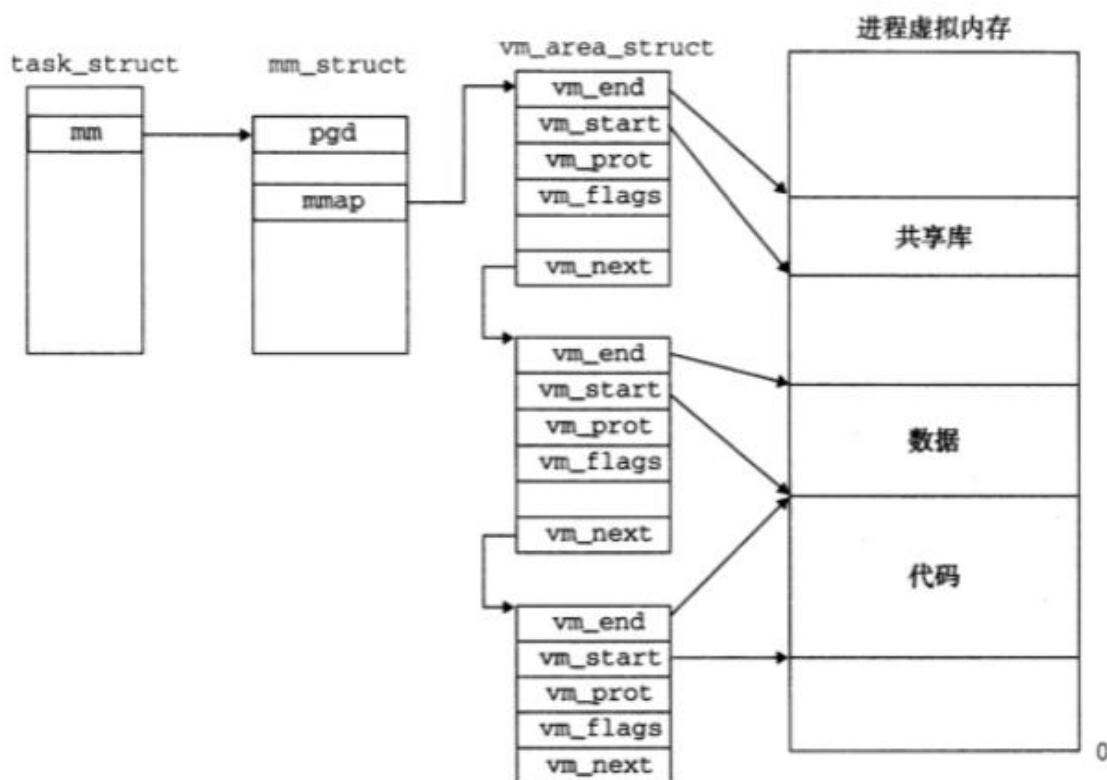 进程虚拟内存
task_struct
mm
mm_struct
pgd
mmap
vm_area_struct
vm_end
vm_start
vm_prot
vm_flags
vm_next
vm_end
vm_start
vm_prot
vm_flags
vm_next
vm_end
vm_start
vm_prot
vm_flags
vm_next
共享库
数据
代码
0